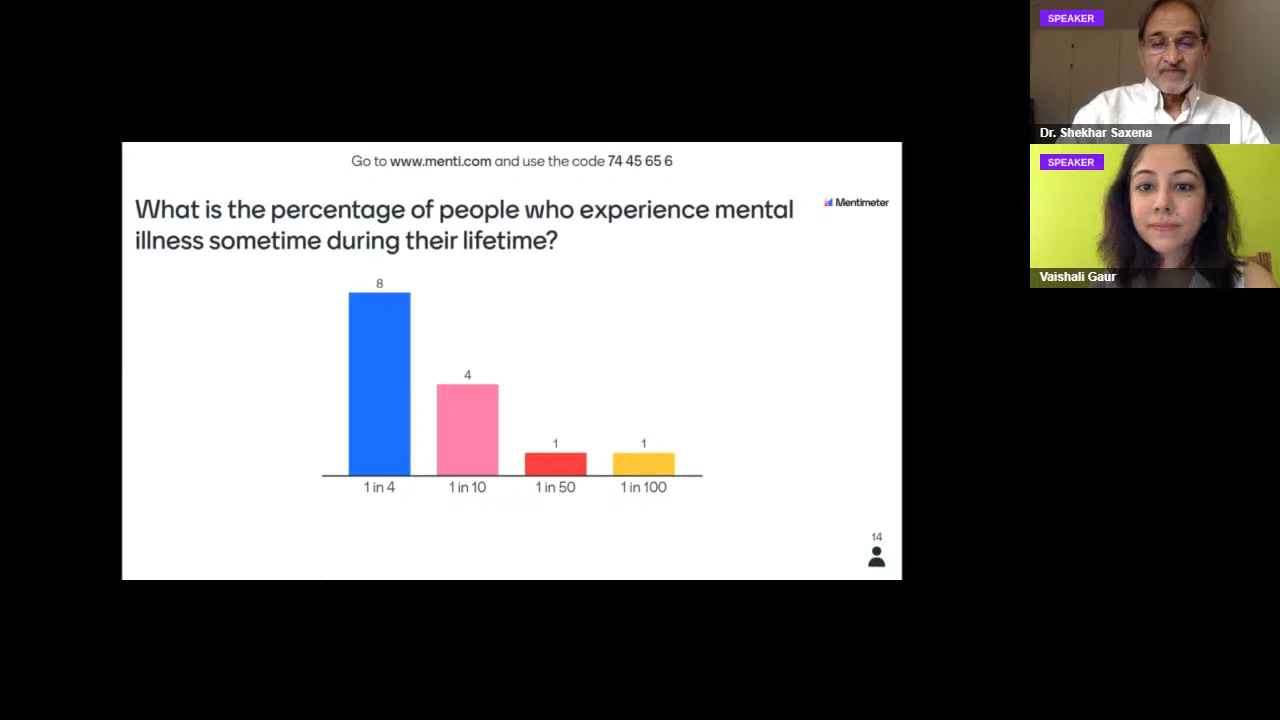 Go to www.menti.com and use the code 74 45 65 6
What is the percentage of people who experience mental
illness sometime during their lifetime?
Mentimeter
8
4
1
1
1 in 4
1 in 10
1 in 50
1 in 100
14
SPEAKER
Dr. Shekhar Saxena
SPEAKER
Vaishali Gaur